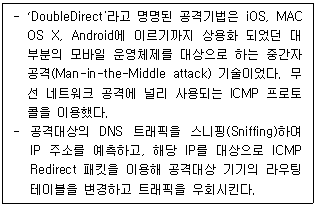 - ‘DoubleDirect’라고 명명된 공격기법은 iOS, MAC
OS X, Android에 이르기까지 상용화 되었던 대
부분의 모바일 운영체제를 대상으로 하는 중간자
공격(Man-in-the-Middle attack) 기술이었다. 무
선 네트워크 공격에 널리 사용되는 ICMP 프로토
콜을 이용했다.
- 공격대상의 DNS 트래픽을 스니핑(Sniffing)하여
IP 주소를 예측하고, 해당 IP를 대상으로 ICMP
Redirect 패킷을 이용해 공격대상 기기의 라우팅
테이블을 변경하고 트래픽을 우회시킨다.